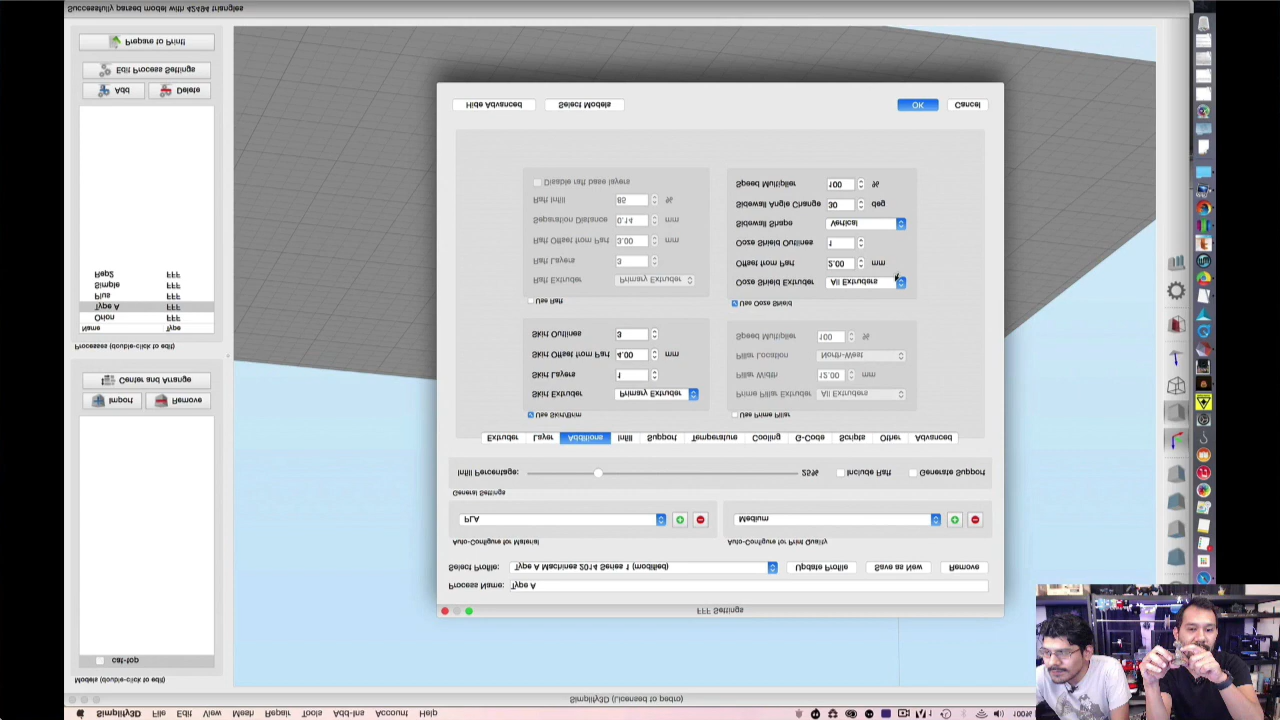 Simplify3D File Edit View Mesh Repair Tools Add-Ins Account Help
100%
Simplify3D (Licensed to pedro)
Models (double-click to edit)
cat-top
Import
Remove
Center and Arrange
Processes (double-click to edit)
Name Type
Orion FFF
Type A FFF
Plus FFF
Simple FFF
Rep2 FFF
Add
Delete
Edit Process Settings
Prepare to Print!
Successfully parsed model with 42494 triangles
FFF Settings
Process Name: Type A
Select Profile: Type A Machines 2014 Series 1 (modified) Update Profile Save as New Remove
Auto-Configure for Material
PLA
Auto-Configure for Print Quality
Medium
General Settings
Infill Percentage: 25% Include Raft Generate Support
Extruder Layer Additions Infill Support Temperature Cooling G-Code Scripts Other Advanced
Use Skirt/Brim
Skirt Extruder Primary Extruder
Skirt Layers 1
Skirt Offset from Part 4.00 mm
Skirt Outlines 3
Use Raft
Raft Extruder Primary Extruder
Raft Layers 3
Raft Offset from Part 3.00 mm
Separation Distance 0.14 mm
Raft Infill 85 %
Disable raft base layers
Use Prime Pillar
Prime Pillar Extruder All Extruders
Pillar Width 12.00 mm
Pillar Location North-West
Speed Multiplier 100 %
Use Ooze Shield
Ooze Shield Extruder All Extruders
Offset from Part 2.00 mm
Ooze Shield Outlines 1
Sidewall Shape Vertical
Sidewall Angle Change 30 deg
Speed Multiplier 100 %
Hide Advanced
Select Models
OK
Cancel